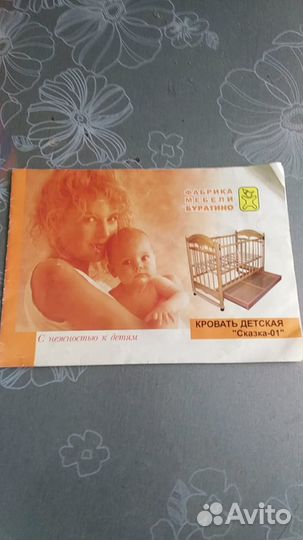 ФАБРИКА
МЕБЕЛИ
БУРАТИНО
КРОВАТЬ ДЕТСКАЯ
"Сказка-01"
С нежностью к детям
Avito